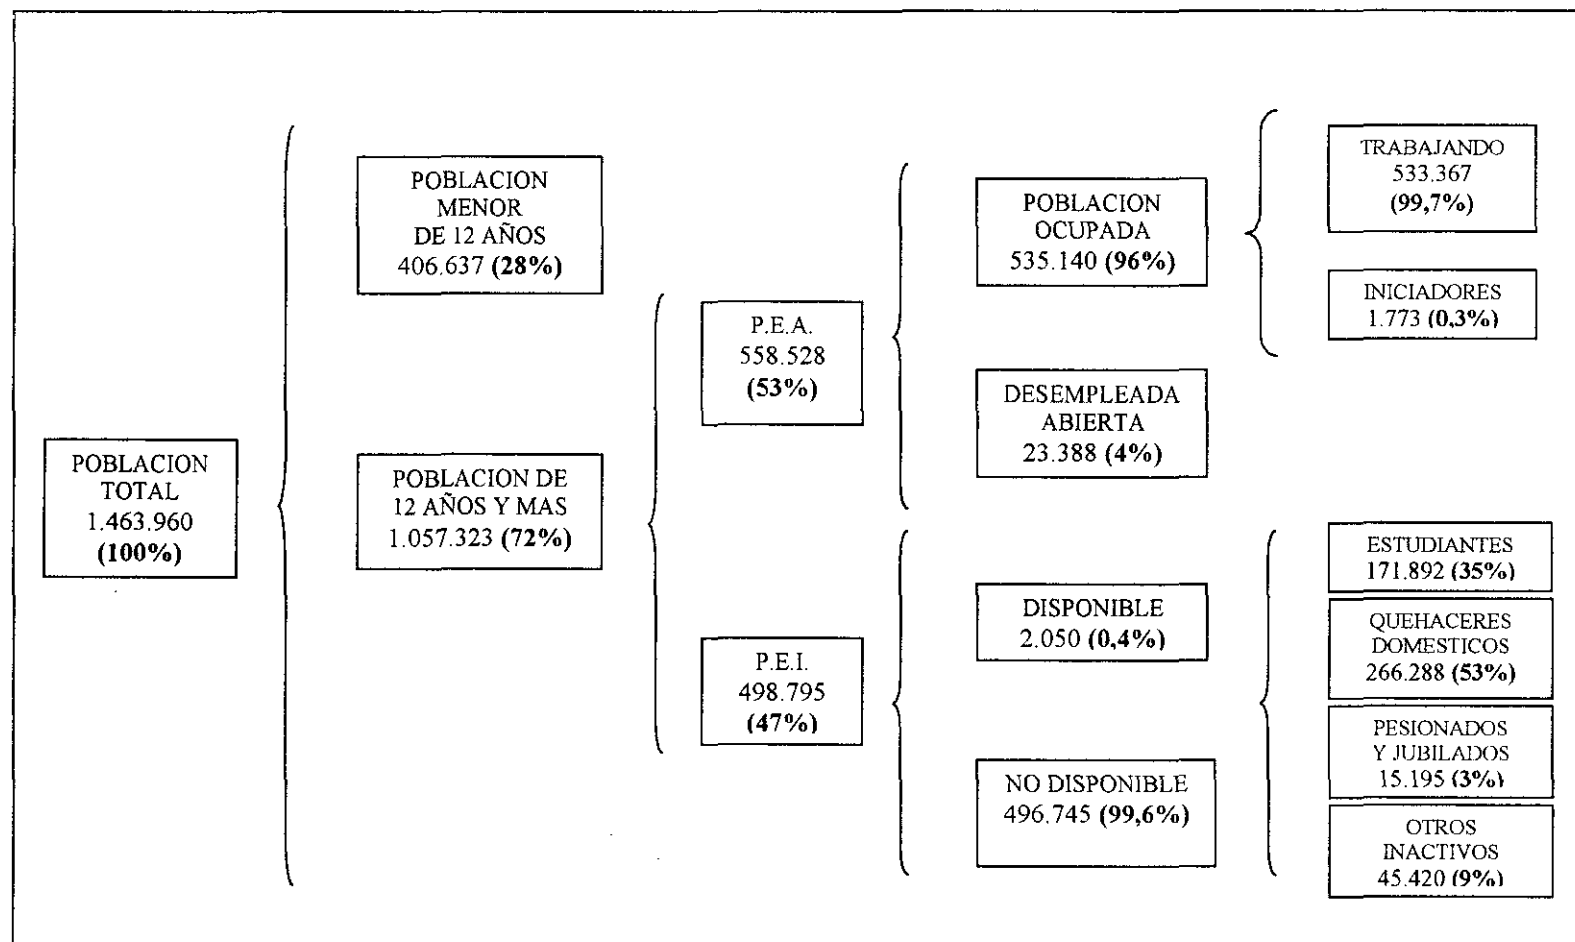 POBLACION
TOTAL
1.463.960
(100%)
POBLACION
MENOR
DE 12 AÑOS
406.637 (28%)
POBLACION DE
12 AÑOS Y MAS
1.057.323 (72%)
P.E.A.
558.528
(53%)
P.E.I.
498.795
(47%)
POBLACION
OCUPADA
535.140 (96%)
DESEMPLEADA
ABIERTA
23.388 (4%)
DISPONIBLE
2.050 (0,4%)
NO DISPONIBLE
496.745 (99,6%)
TRABAJANDO
533.367
(99,7%)
INICIADORES
1.773 (0,3%)
ESTUDIANTES
171.892 (35%)
QUEHACERES
DOMESTICOS
266.288 (53%)
PESIONADOS
Y JUBILADOS
15.195 (3%)
OTROS
INACTIVOS
45.420 (9%)